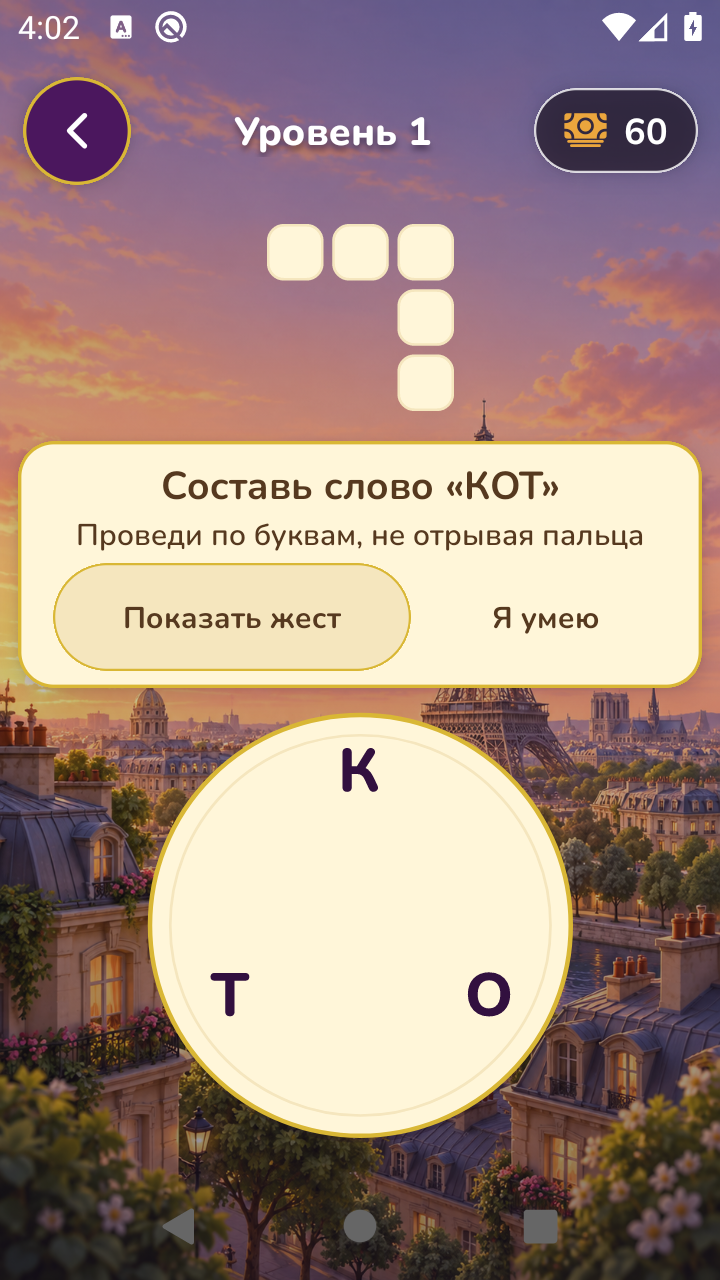 4:02
Уровень 1
60
Составь слово «КОТ»
Проведи по буквам, не отрывая пальца
Показать жест
Я умею
К
Т
О